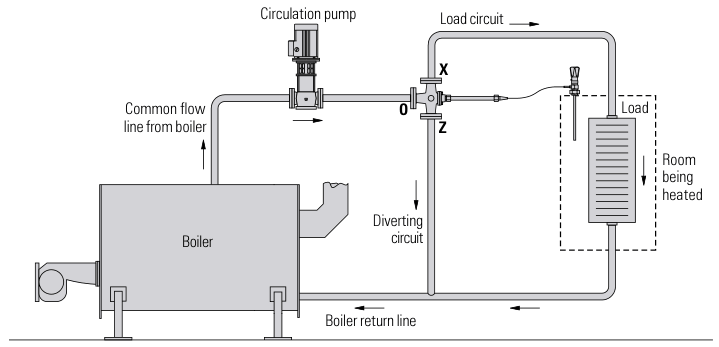 Circulation pump
Load circuit
X
O
Z
Common flow
line from boiler
Load
Room
being
heated
Diverting
circuit
Boiler
Boiler return line